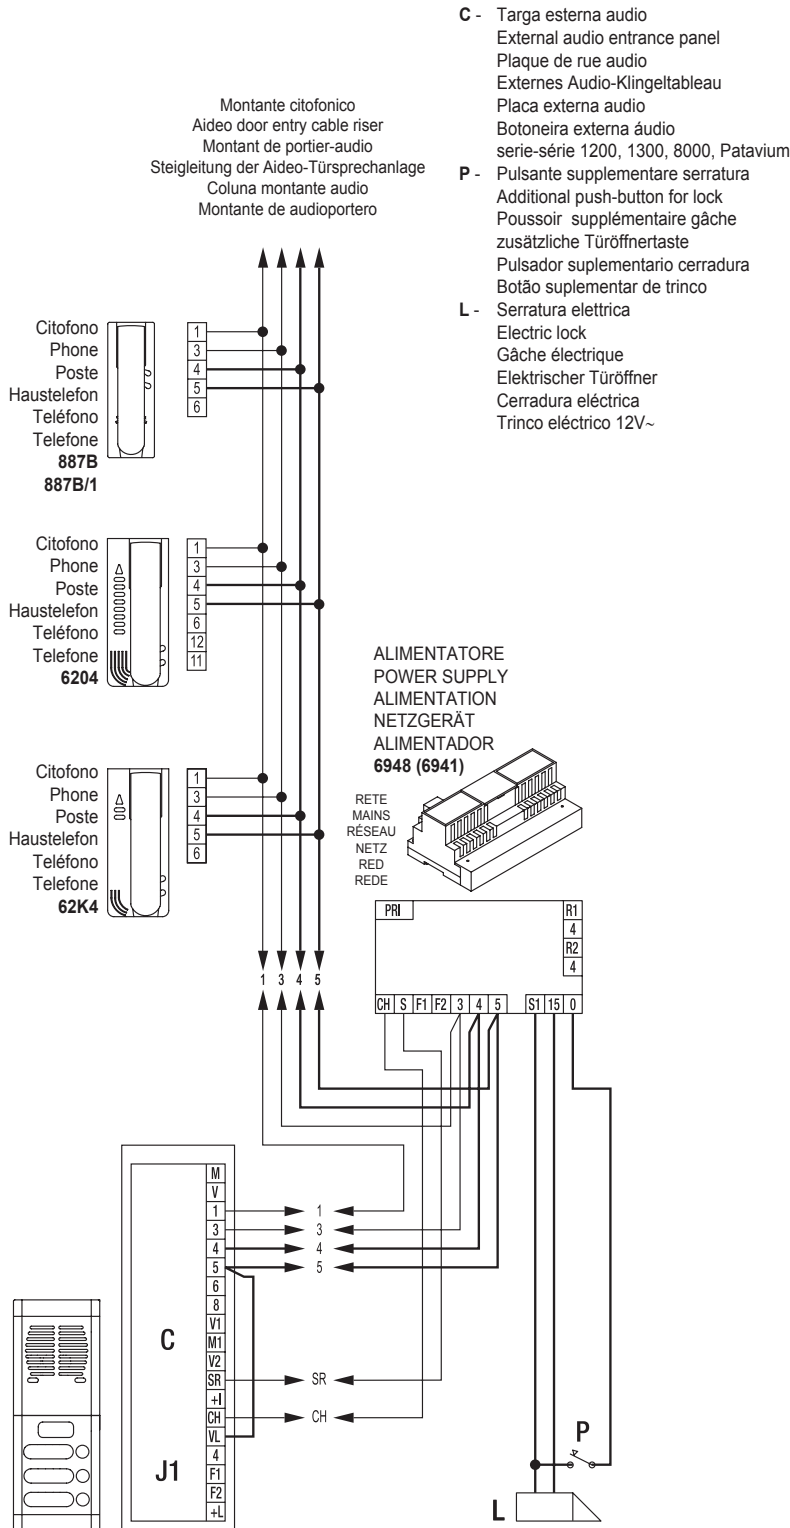 C - Targa esterna audio
External audio entrance panel
Plaque de rue audio
Externes Audio-Klingeltableau
Placa externa audio
Botoneira externa áudio
serie-série 1200, 1300, 8000, Patavium
P - Pulsante supplementare serratura
Additional push-button for lock
Poussoir supplémentaire gâche
zusätzliche Türöffnertaste
Pulsador suplementario cerradura
Botão suplementar de trinco
L - Serratura elettrica
Electric lock
Gâche électrique
Elektrischer Türöffner
Cerradura eléctrica
Trinco eléctrico 12V~
Montante citofonico
Aideo door entry cable riser
Montant de portier-audio
Steigleitung der Aideo-Türsprechanlage
Coluna montante audio
Montante de audioportero
Citofono
Phone
Poste
Haustelefon
Teléfono
Telefone
887B
887B/1
1
3
4
5
6
Citofono
Phone
Poste
Haustelefon
Teléfono
Telefone
6204
1
3
4
5
6
12
11
Citofono
Phone
Poste
Haustelefon
Teléfono
Telefone
62K4
1
3
4
5
6
ALIMENTATORE
POWER SUPPLY
ALIMENTATION
NETZGERÄT
ALIMENTADOR
6948 (6941)
RETE
MAINS
RÉSEAU
NETZ
RED
REDE
PRI
R1
4
R2
4
CH S F1 F2 3 4 5 S1 15 0
1 3 4 5
C
J1
M
V
1
3
4
5
6
8
V1
M1
V2
SR
+I
CH
VL
4
F1
F2
+L
1
3
4
5
SR
CH
P
L